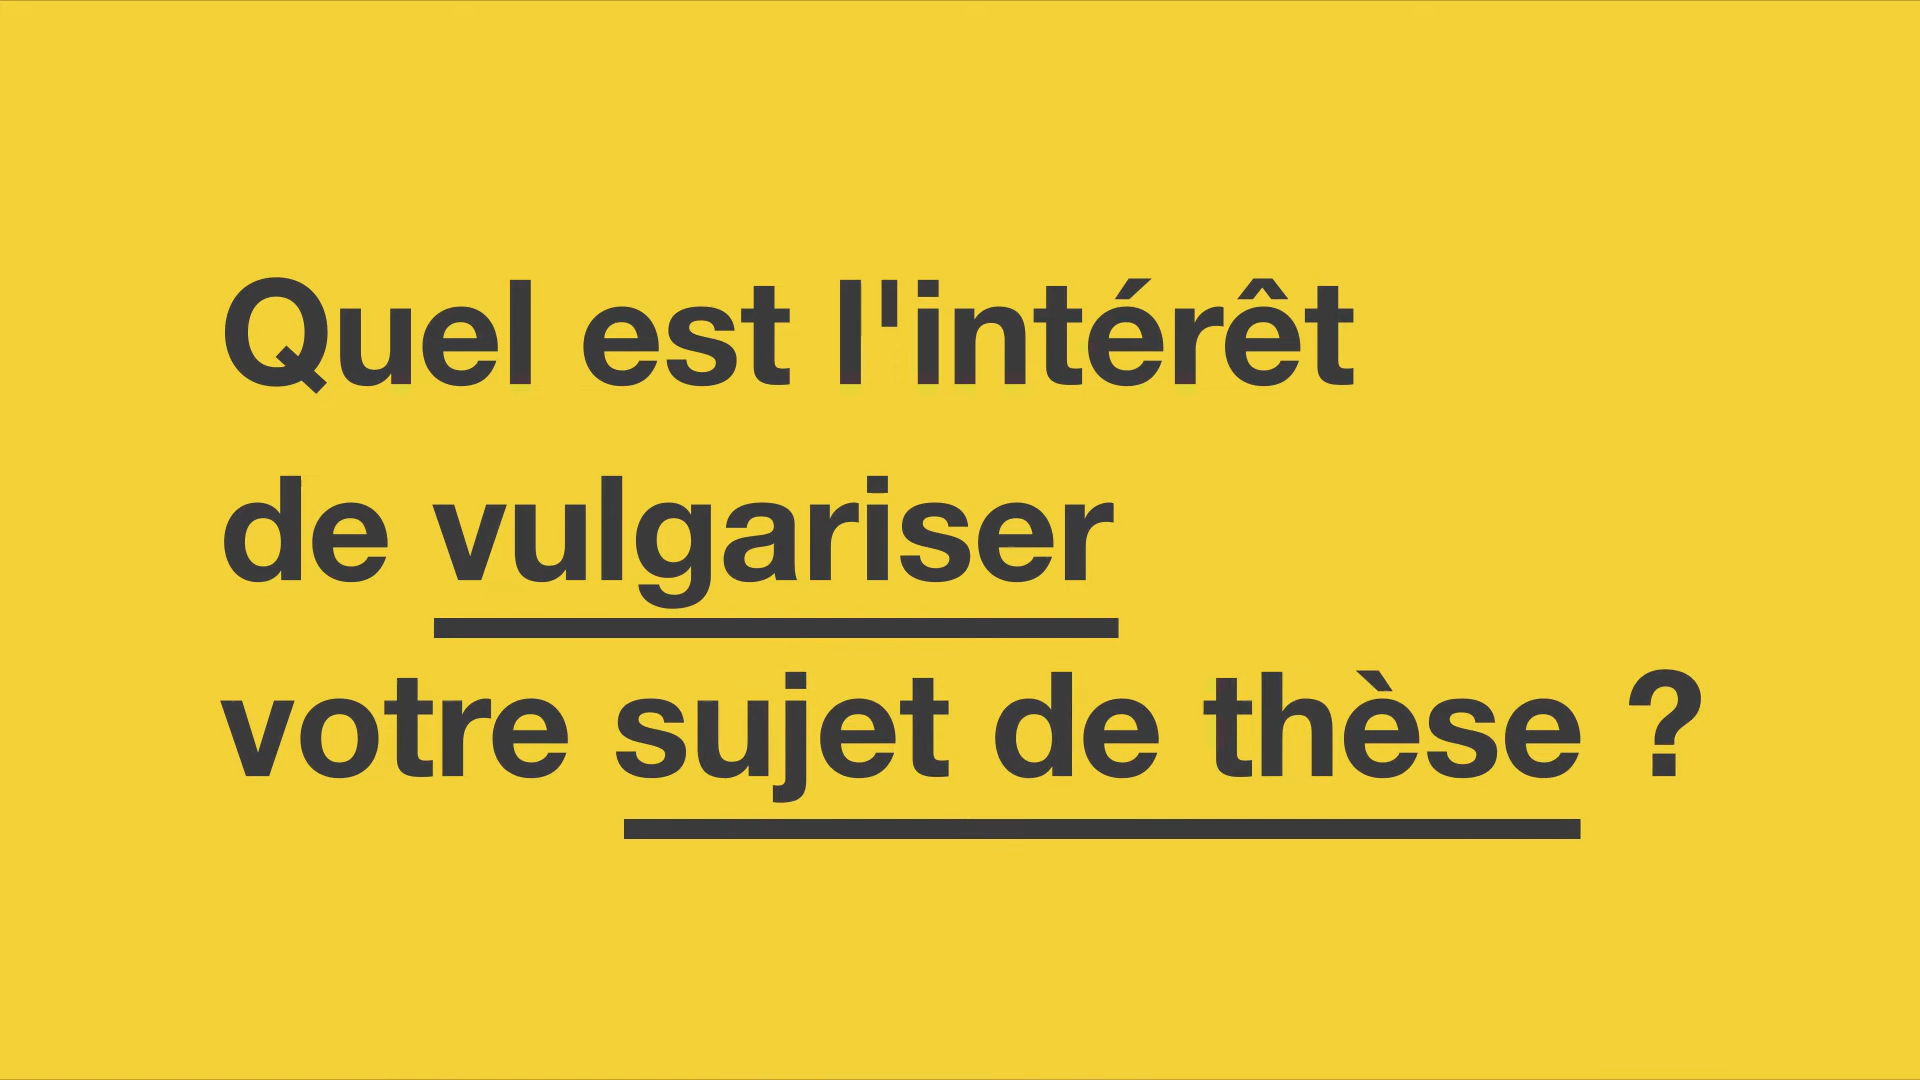 Quel est l'intérêt
de vulgariser
votre sujet de thèse ?